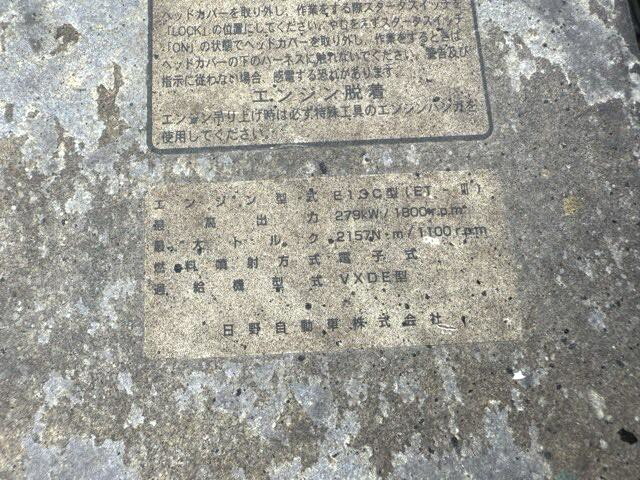 ヘッドカバーを取り外し、作業をする際スタータスイッチを
「LOCK」の位置にしてください。やむをえずスタータスイッチ
「ON」の状態でヘッドカバーを取り外し、作業をするときは
ヘッドカバーの下のハーネスに触れないでください。警告及び
指示に従わない場合、感電する恐れがあります。
エンジン脱着
エンジン吊り上げ時は必ず特殊工具のエンジンハンガを
使用してください。
エンジン型式 E13C型(ET-Ⅷ)
最高出力 279kW/1800r.p.m
最大トルク 2157N・m/1100r.p.m
燃料噴射方式 電子式
過給機型式 VXDE型
日野自動車株式会社